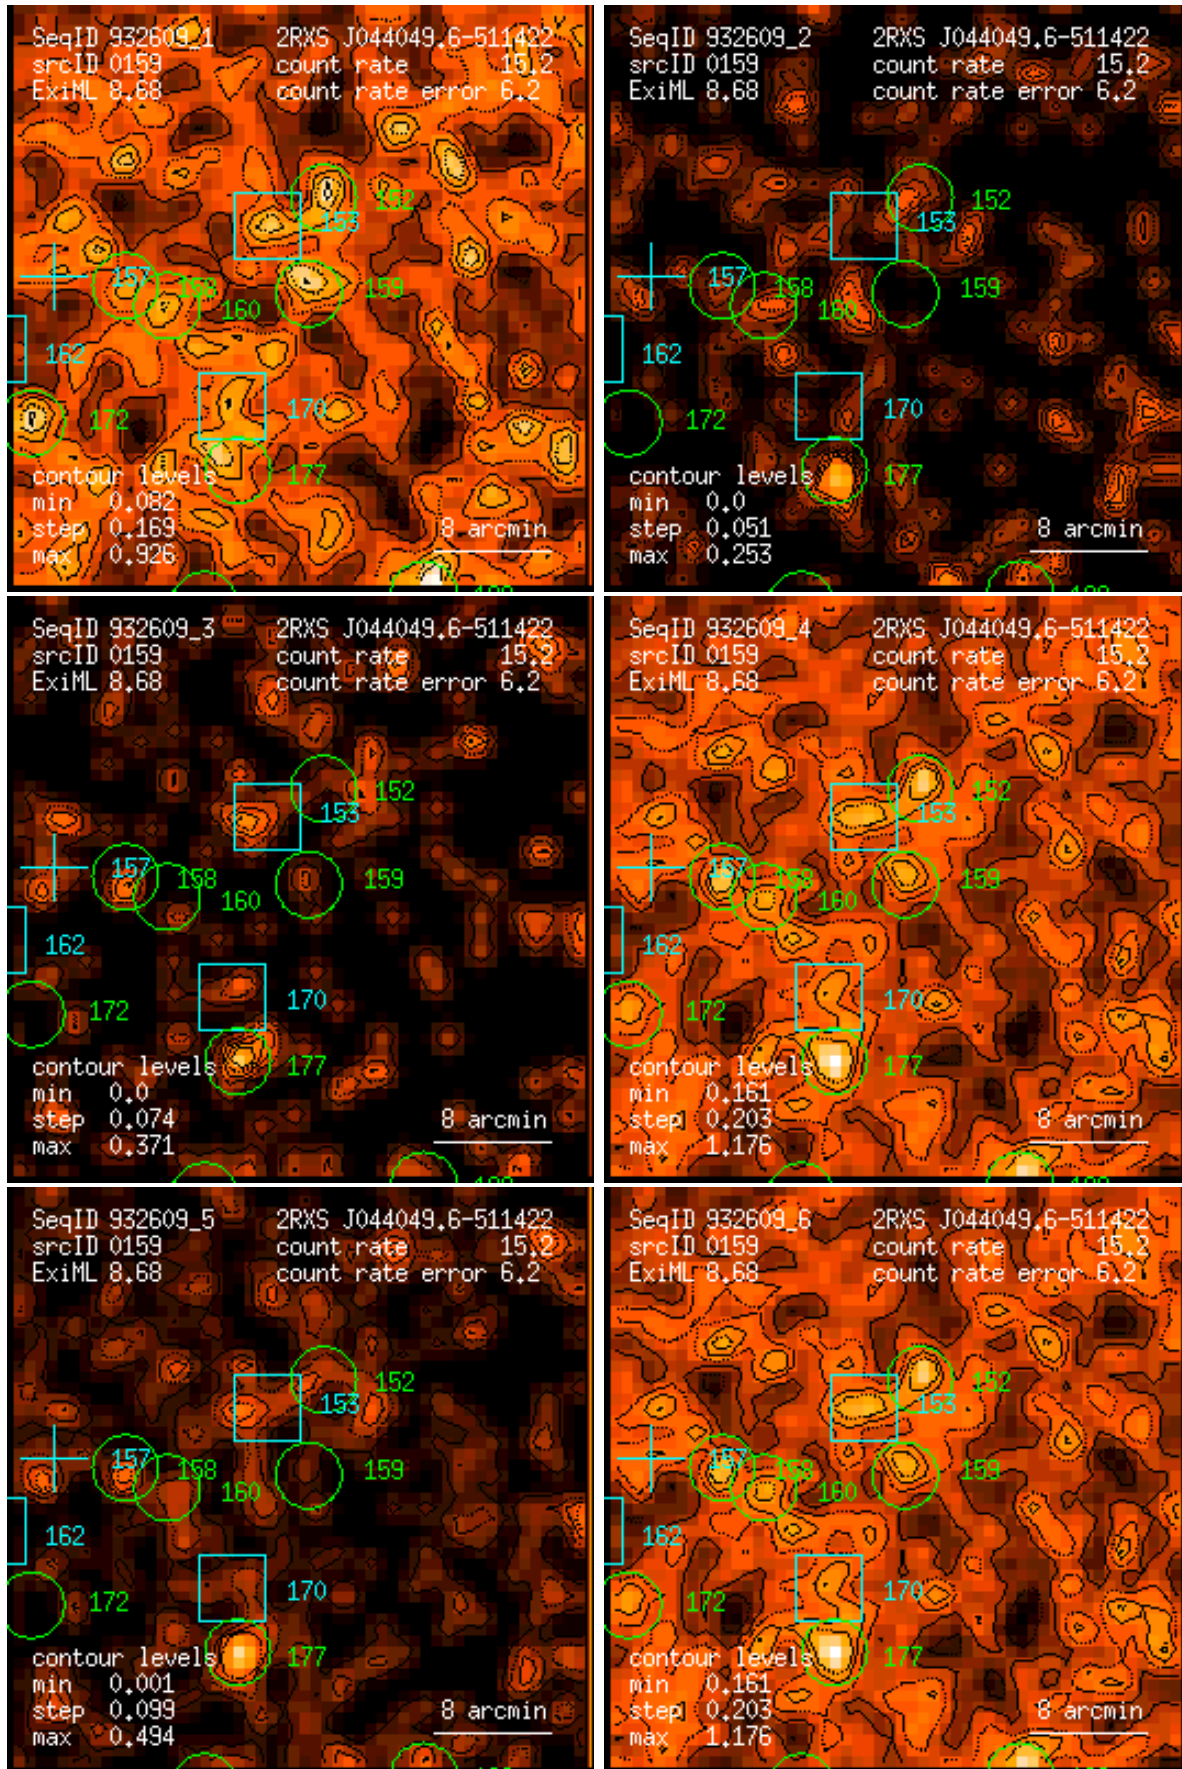 SeqID 932609_1 2RXS J044049.6-511422
srcID 0159 count rate 15.2
ExiML 8.68 count rate error 6.2
152
153
157 158 159
160
162
172 170
177
contour levels
min 0.082
step 0.169 8 arcmin
max 0.926
SeqID 932609_2 2RXS J044049.6-511422
srcID 0159 count rate 15.2
ExiML 8.68 count rate error 6.2
152
153
157 158 159
160
162
172 170
177
contour levels
min 0.0
step 0.051 8 arcmin
max 0.253
SeqID 932609_3 2RXS J044049.6-511422
srcID 0159 count rate 15.2
ExiML 8.68 count rate error 6.2
152
153
157 158 159
160
162
172 170
177
contour levels
min 0.0
step 0.074 8 arcmin
max 0.371
SeqID 932609_4 2RXS J044049.6-511422
srcID 0159 count rate 15.2
ExiML 8.68 count rate error 6.2
152
153
157 158 159
160
162
172 170
177
contour levels
min 0.161
step 0.203 8 arcmin
max 1.176
SeqID 932609_5 2RXS J044049.6-511422
srcID 0159 count rate 15.2
ExiML 8.68 count rate error 6.2
152
153
157 158 159
160
162
172 170
177
contour levels
min 0.001
step 0.099 8 arcmin
max 0.494
SeqID 932609_6 2RXS J044049.6-511422
srcID 0159 count rate 15.2
ExiML 8.68 count rate error 6.2
152
153
157 158 159
160
162
172 170
177
contour levels
min 0.161
step 0.203 8 arcmin
max 1.176